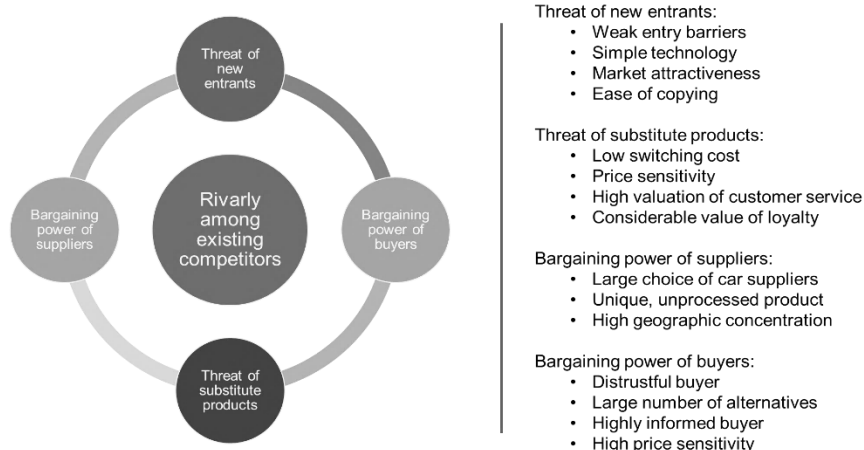 Threat of
new
entrants
Bargaining
power of
suppliers
Rivarly
among
existing
competitors
Bargaining
power of
buyers
Threat of
substitute
products
Threat of new entrants:
• Weak entry barriers
• Simple technology
• Market attractiveness
• Ease of copying
Threat of substitute products:
• Low switching cost
• Price sensitivity
• High valuation of customer service
• Considerable value of loyalty
Bargaining power of suppliers:
• Large choice of car suppliers
• Unique, unprocessed product
• High geographic concentration
Bargaining power of buyers:
• Distrustful buyer
• Large number of alternatives
• Highly informed buyer
• High price sensitivity